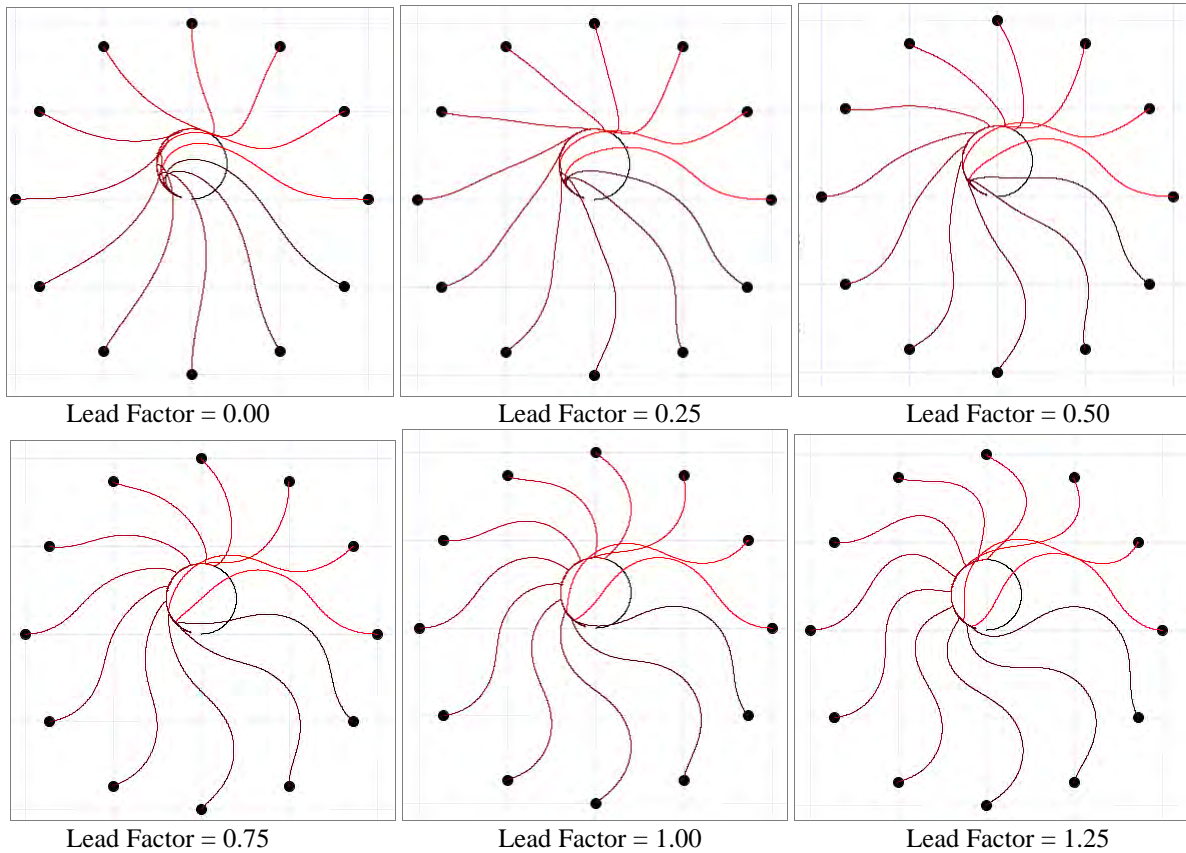 Lead Factor = 0.00
Lead Factor = 0.25
Lead Factor = 0.50
Lead Factor = 0.75
Lead Factor = 1.00
Lead Factor = 1.25